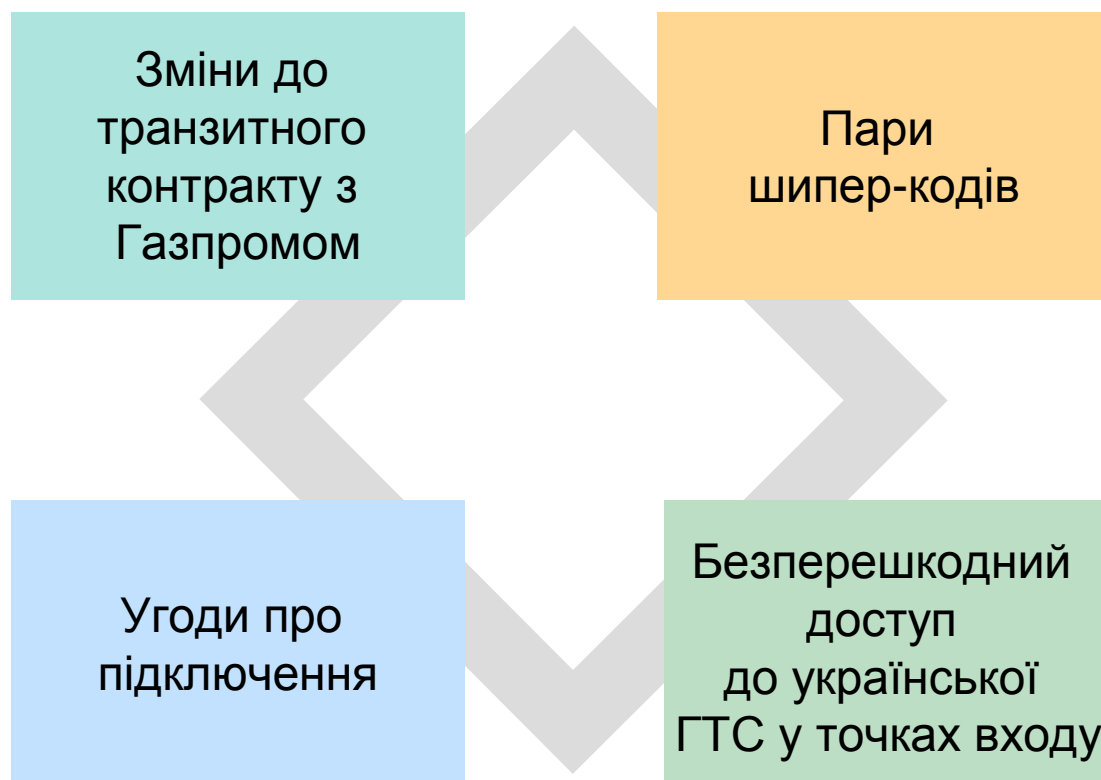 Зміни до
транзитного
контракту з
Газпромом
Пари
шипер-кодів
Угоди про
підключення
Безперешкодний
доступ
до української
ГТС у точках входу